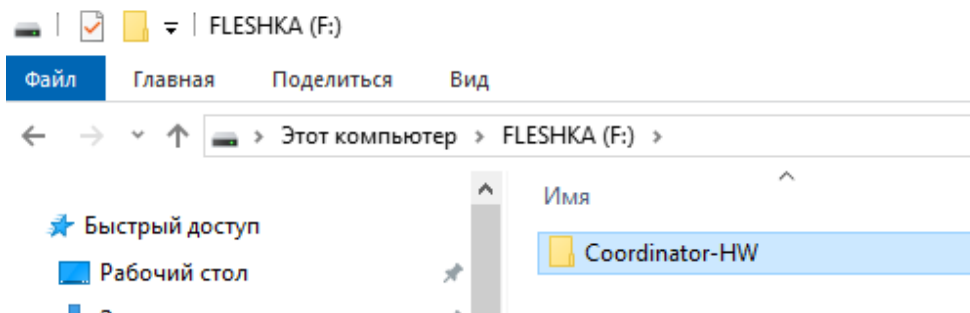 FLESHKA (F:)
Файл Главная Поделиться Вид
Этот компьютер > FLESHKA (F:) >
Имя
Быстрый доступ
Coordinator-HW
Рабочий стол